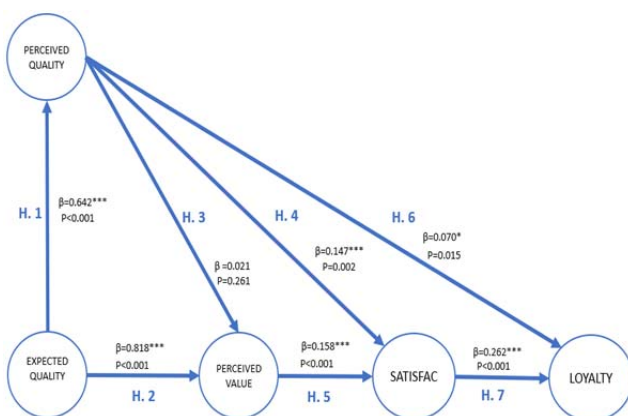 PERCEIVED
QUALITY
β=0.642***
P<0.001
H. 1
H. 3
H. 4
H. 6
β=0.070*
P=0.015
β=0.147***
P=0.002
β =0.021
P=0.261
EXPECTED
QUALITY
β=0.818***
P<0.001
H. 2
PERCEIVED
VALUE
β=0.158***
P<0.001
H. 5
SATISFAC
β=0.262***
P<0.001
H. 7
LOYALTY